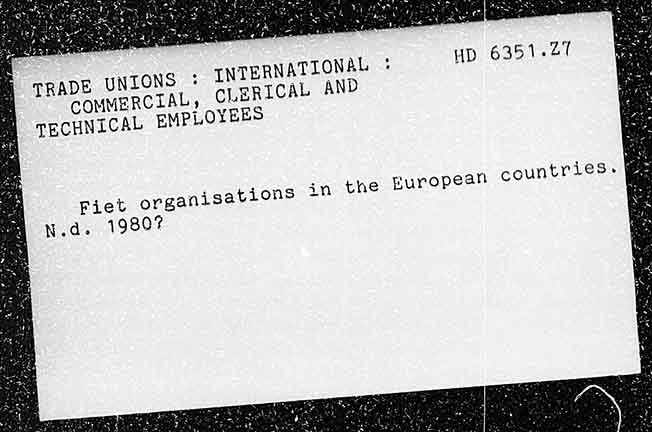 TRADE UNIONS : INTERNATIONAL : HD 6351.Z7
COMMERCIAL, CLERICAL AND
TECHNICAL EMPLOYEES
Fiet organisations in the European countries.
N.d. 1980?